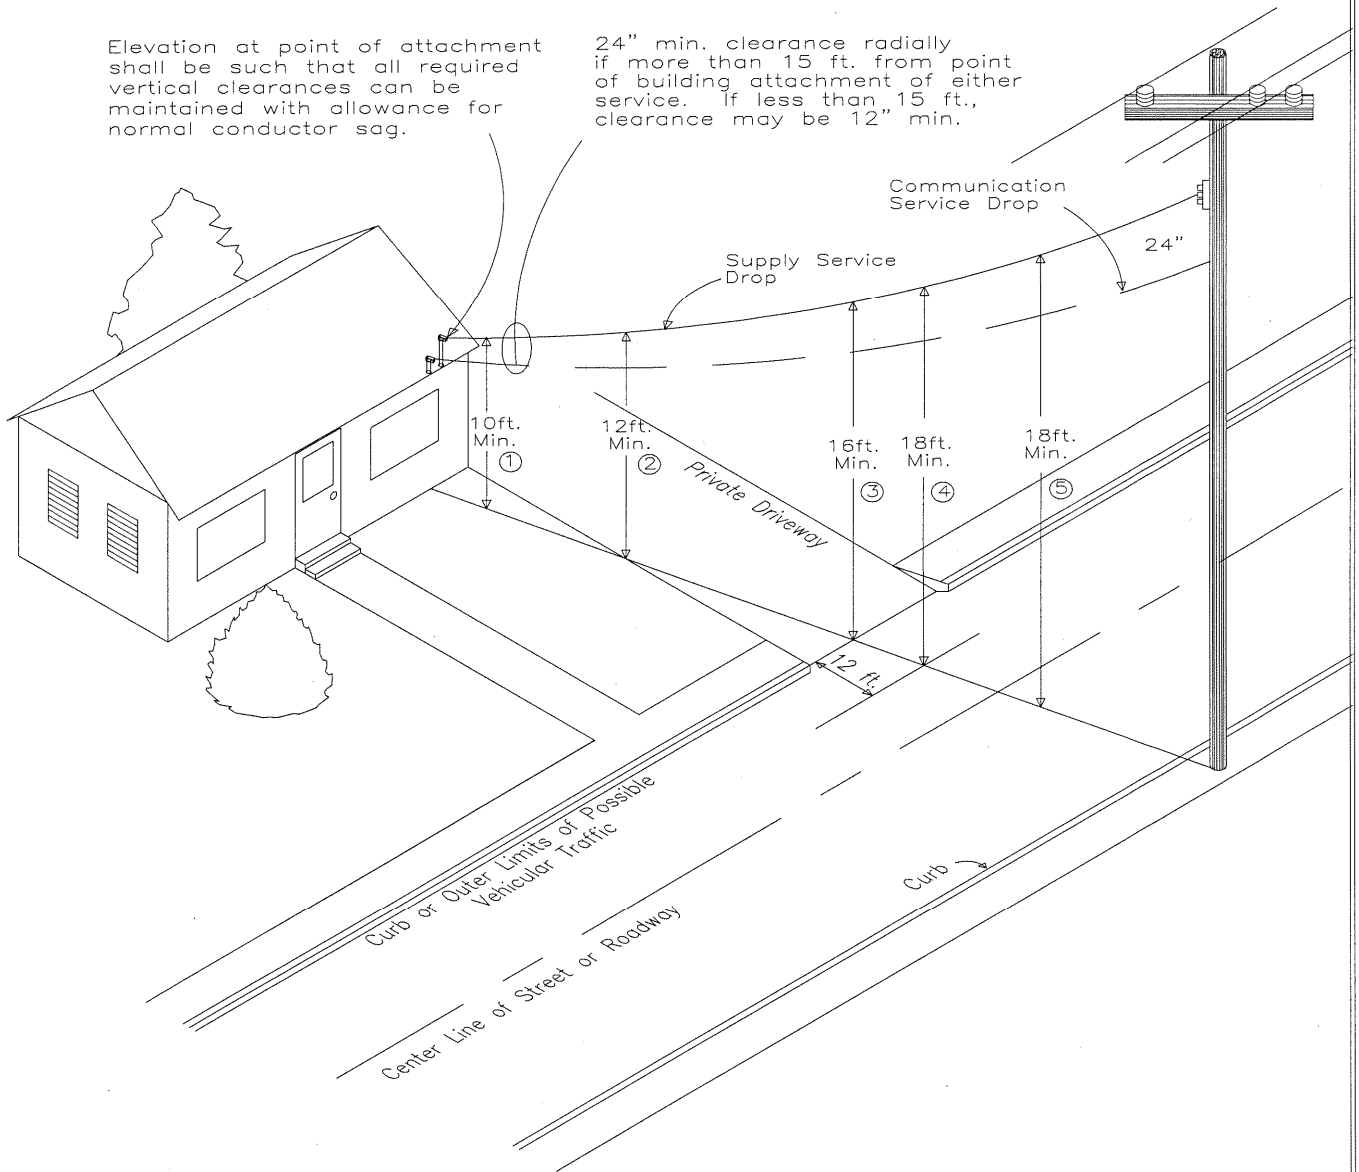 Elevation at point of attachment
shall be such that all required
vertical clearances can be
maintained with allowance for
normal conductor sag.
24" min. clearance radially
if more than 15 ft. from point
of building attachment of either
service. If less than 15 ft.,
clearance may be 12" min.
Communication
Service Drop
24"
Supply Service
Drop
10ft.
Min.
1
12ft.
Min.
2
16ft.
Min.
3
18ft.
Min.
4
18ft.
Min.
5
Private Driveway
12 ft.
Curb or Outer Limits of Possible
Vehicular Traffic
Curb
Center Line of Street or Roadway